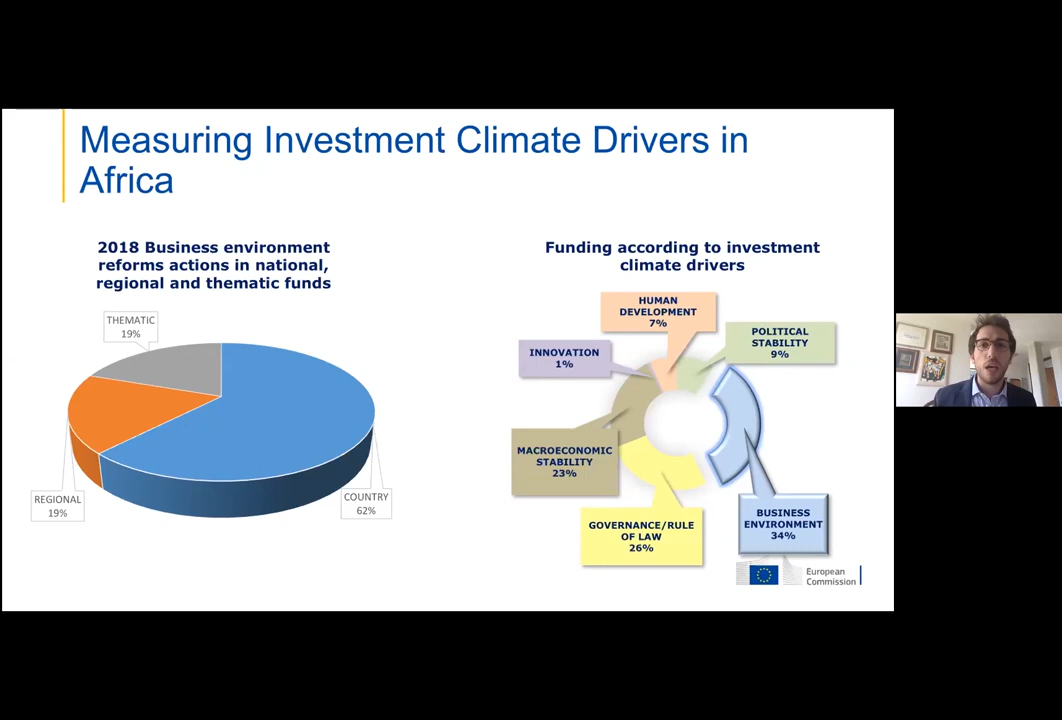 Measuring Investment Climate Drivers in
Africa
2018 Business environment
reforms actions in national,
regional and thematic funds
THEMATIC
19%
REGIONAL
19%
COUNTRY
62%
Funding according to investment
climate drivers
HUMAN
DEVELOPMENT
7%
POLITICAL
STABILITY
9%
INNOVATION
1%
MACROECONOMIC
STABILITY
23%
GOVERNANCE/RULE
OF LAW
26%
BUSINESS
ENVIRONMENT
34%
European
Commission